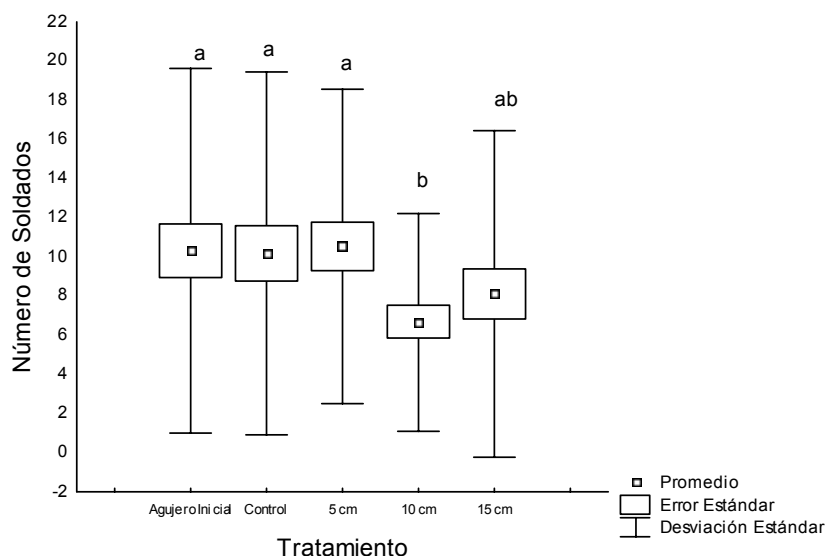 22
20
18
16
14
12
10
8
6
4
2
0
-2
Número de Soldados
a a a b ab
Agujero Inicial Control 5 cm 10 cm 15 cm
Tratamiento
Promedio
Error Estándar
Desviación Estándar